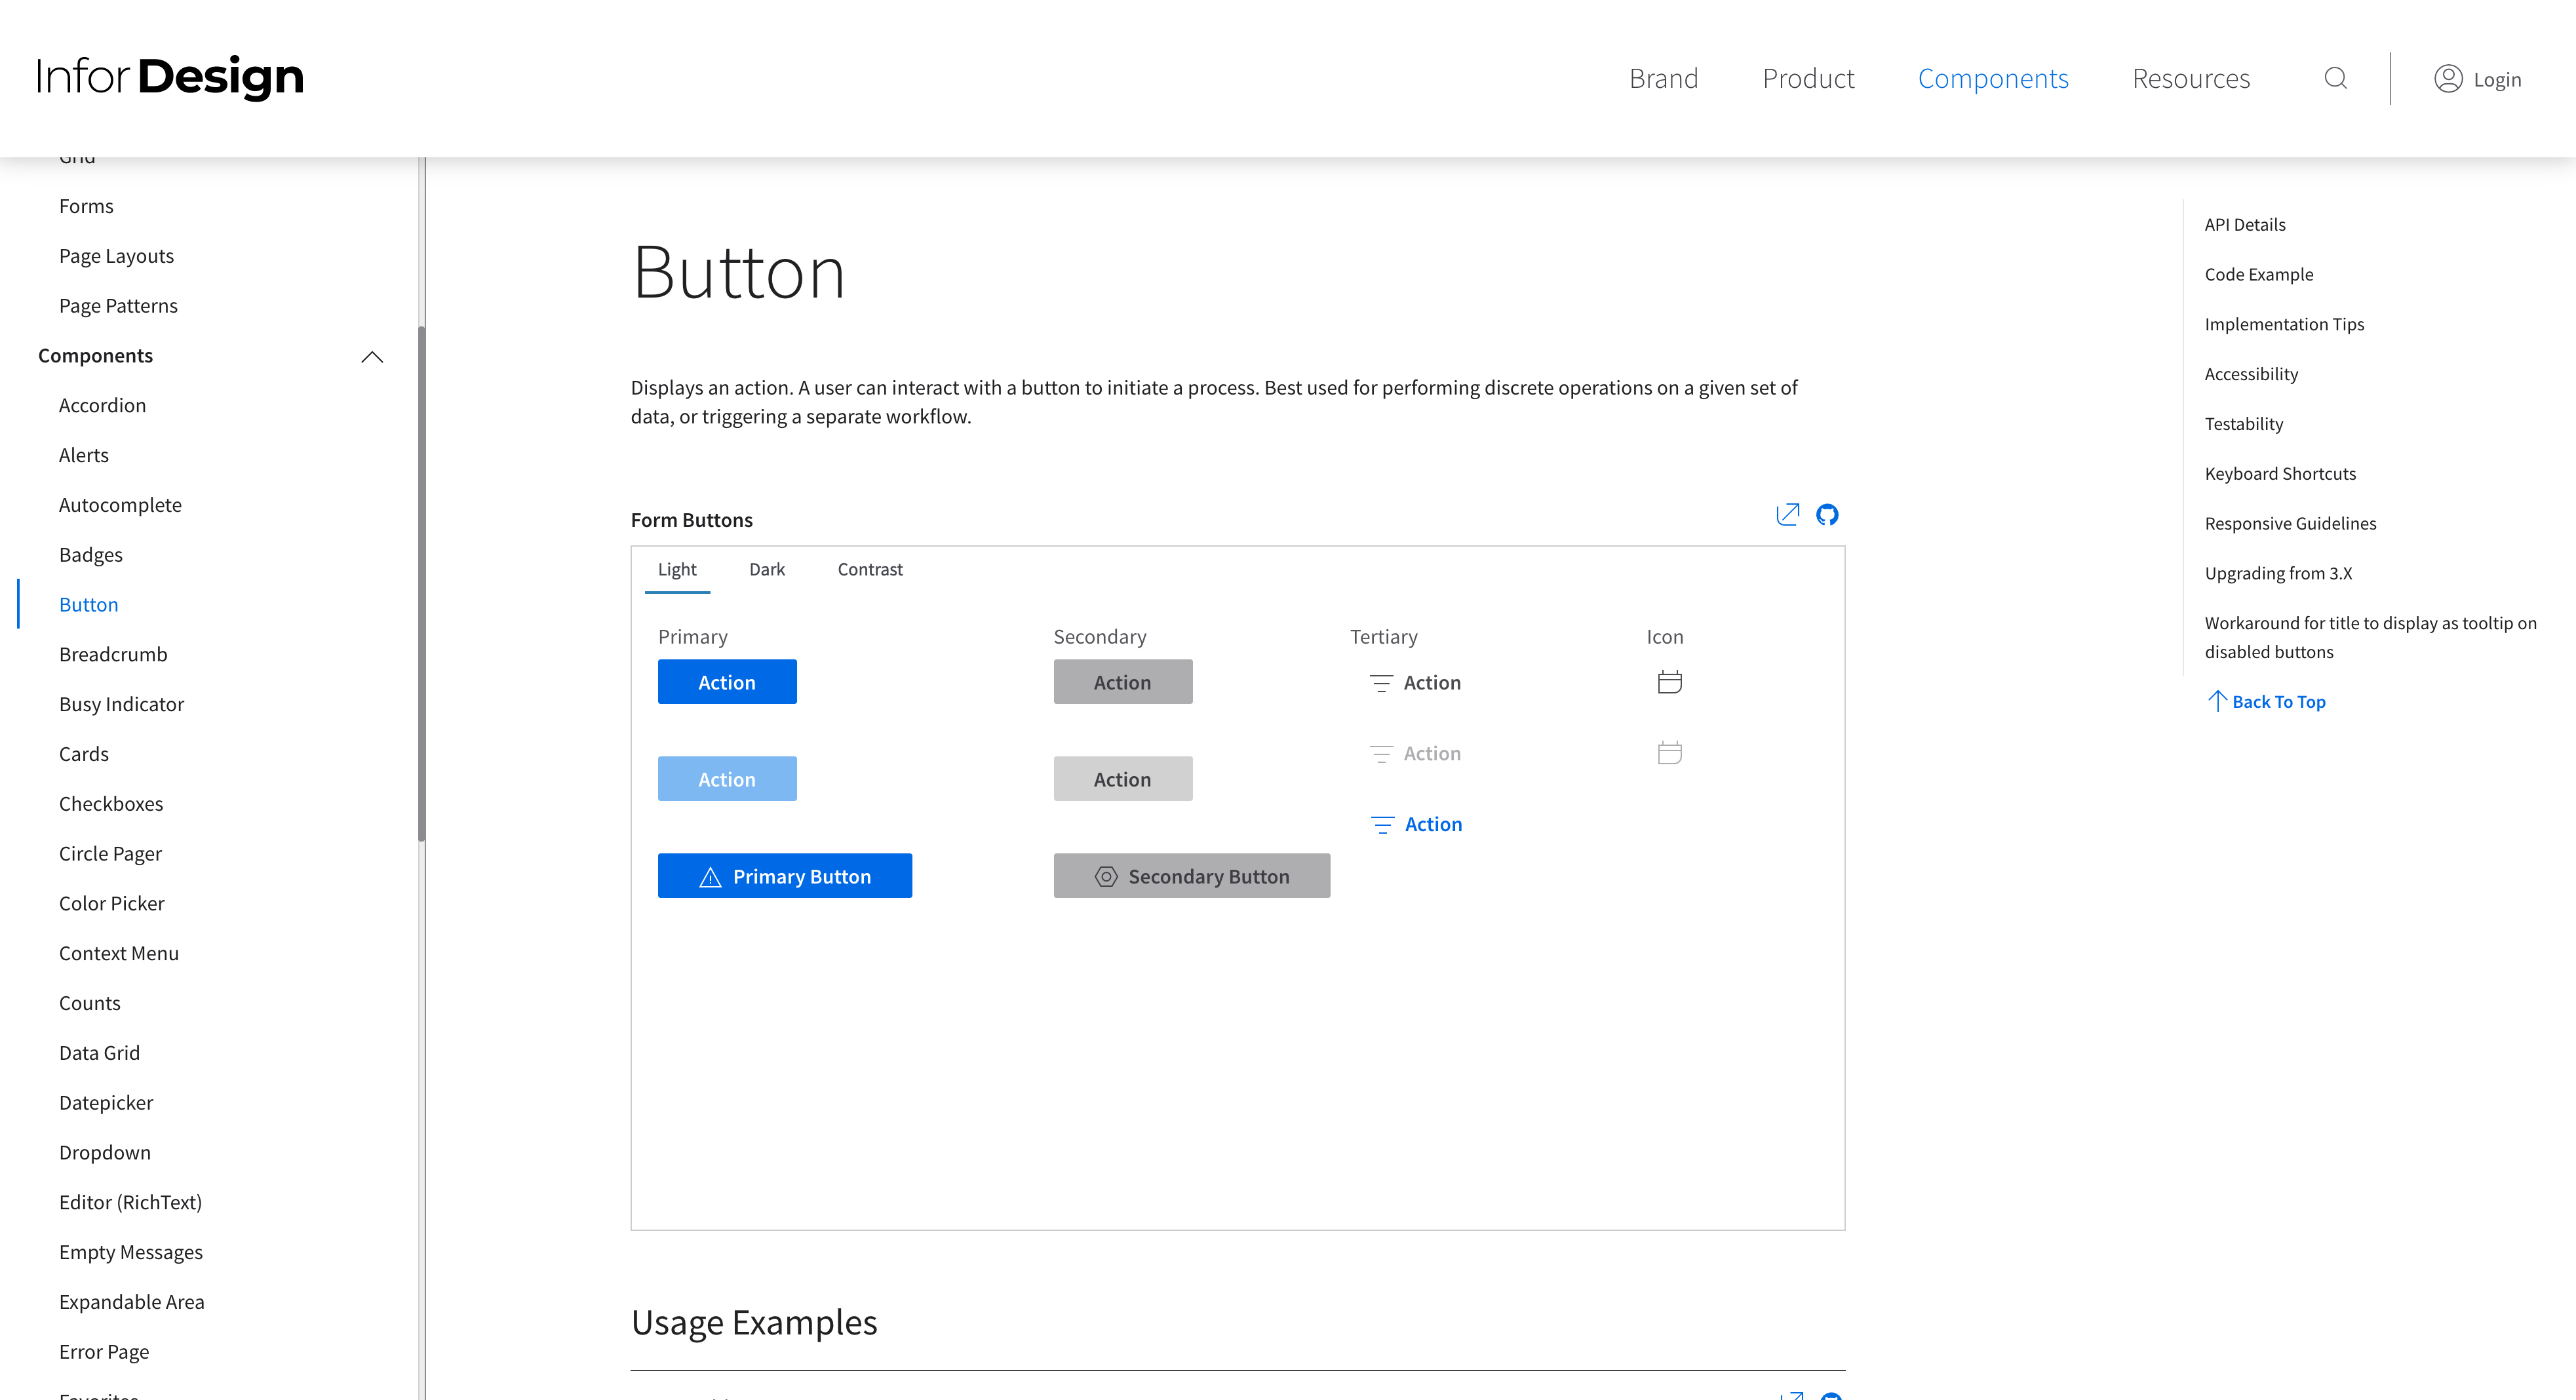 Infor Design
Brand
Product
Components
Resources
Login
Grid
Forms
Page Layouts
Page Patterns
Components
Accordion
Alerts
Autocomplete
Badges
Button
Breadcrumb
Busy Indicator
Cards
Checkboxes
Circle Pager
Color Picker
Context Menu
Counts
Data Grid
Datepicker
Dropdown
Editor (RichText)
Empty Messages
Expandable Area
Error Page
Button
Displays an action. A user can interact with a button to initiate a process. Best used for performing discrete operations on a given set of
data, or triggering a separate workflow.
Form Buttons
Light
Dark
Contrast
Primary
Secondary
Tertiary
Icon
Action
Action
Action
Action
Action
Action
Action
Primary Button
Secondary Button
Usage Examples
API Details
Code Example
Implementation Tips
Accessibility
Testability
Keyboard Shortcuts
Responsive Guidelines
Upgrading from 3.X
Workaround for title to display as tooltip on
disabled buttons
Back To Top